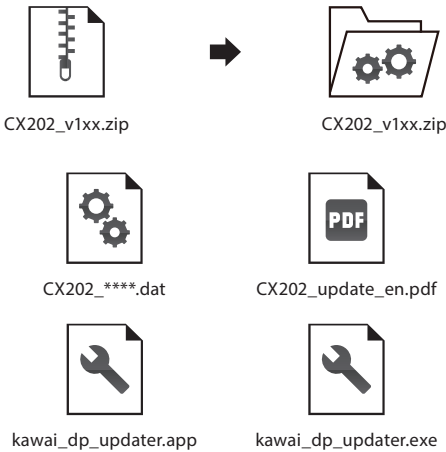 CX202_v1xx.zip
CX202_v1xx.zip
CX202_****.dat
PDF
CX202_update_en.pdf
kawai_dp_updater.app
kawai_dp_updater.exe